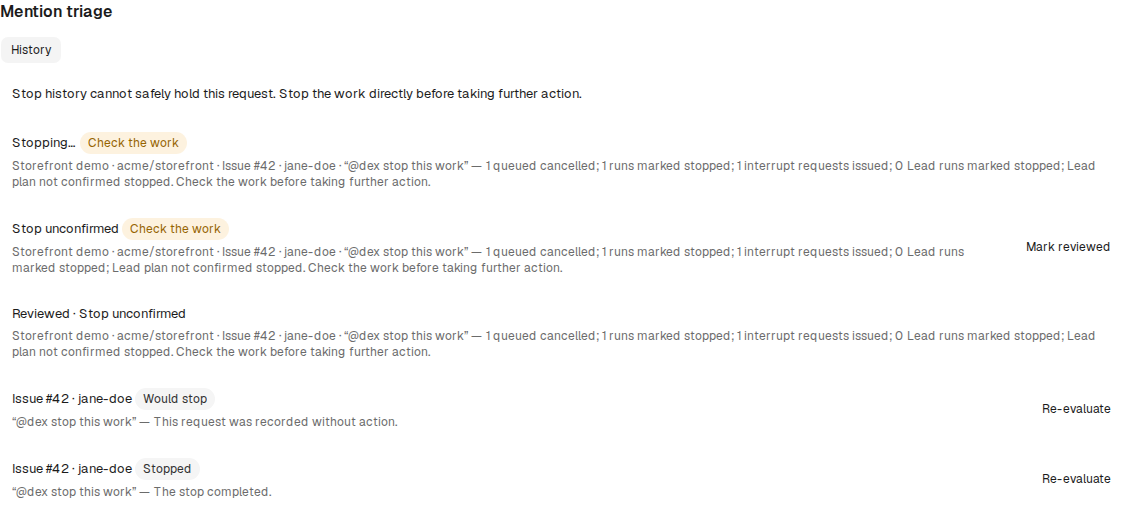 Mention triage
History
Stop history cannot safely hold this request. Stop the work directly before taking further action.
Stopping… Check the work
Storefront demo · acme/storefront · Issue #42 · jane-doe · “@dex stop this work” — 1 queued cancelled; 1 runs marked stopped; 1 interrupt requests issued; 0 Lead runs marked stopped; Lead
plan not confirmed stopped. Check the work before taking further action.
Stop unconfirmed Check the work
Storefront demo · acme/storefront · Issue #42 · jane-doe · “@dex stop this work” — 1 queued cancelled; 1 runs marked stopped; 1 interrupt requests issued; 0 Lead runs
marked stopped; Lead plan not confirmed stopped. Check the work before taking further action.
Mark reviewed
Reviewed · Stop unconfirmed
Storefront demo · acme/storefront · Issue #42 · jane-doe · “@dex stop this work” — 1 queued cancelled; 1 runs marked stopped; 1 interrupt requests issued; 0 Lead runs marked stopped; Lead
plan not confirmed stopped. Check the work before taking further action.
Issue #42 · jane-doe Would stop
“@dex stop this work” — This request was recorded without action.
Re-evaluate
Issue #42 · jane-doe Stopped
“@dex stop this work” — The stop completed.
Re-evaluate